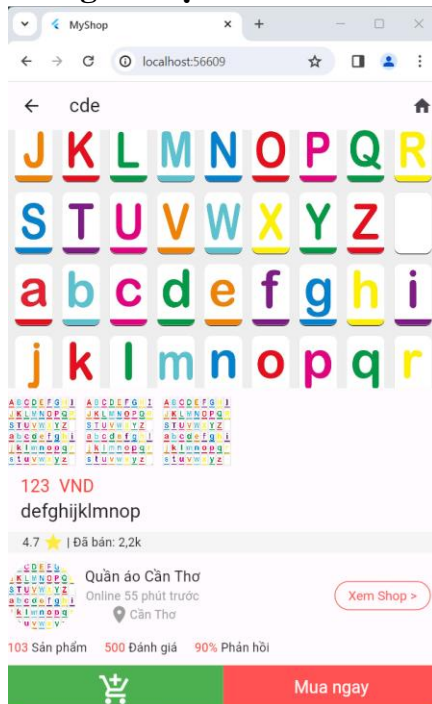 MyShop
localhost:56609
cde
J K L M N O P Q R
S T U V W X Y Z
a b c d e f g h i
j k l m n o p q r
123 VND
defghijklmnop
4.7 | Đã bán: 2,2k
Quần áo Cần Thơ
Online 55 phút trước
Cần Thơ
Xem Shop >
103 Sản phẩm 500 Đánh giá 90% Phản hồi
Mua ngay